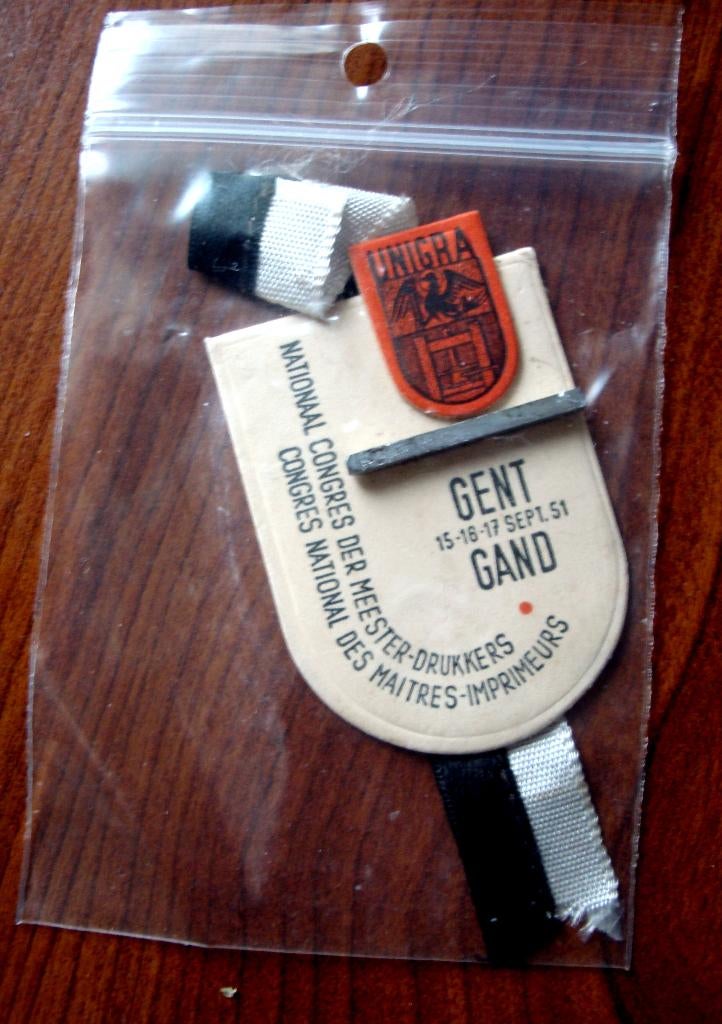 UNIGRA
NATIONAAL CONGRES DER MEESTER-DRUKKERS
CONGRES NATIONAL DES MAITRES-IMPRIMEURS
GENT
15-16-17 SEPT. 51
GAND